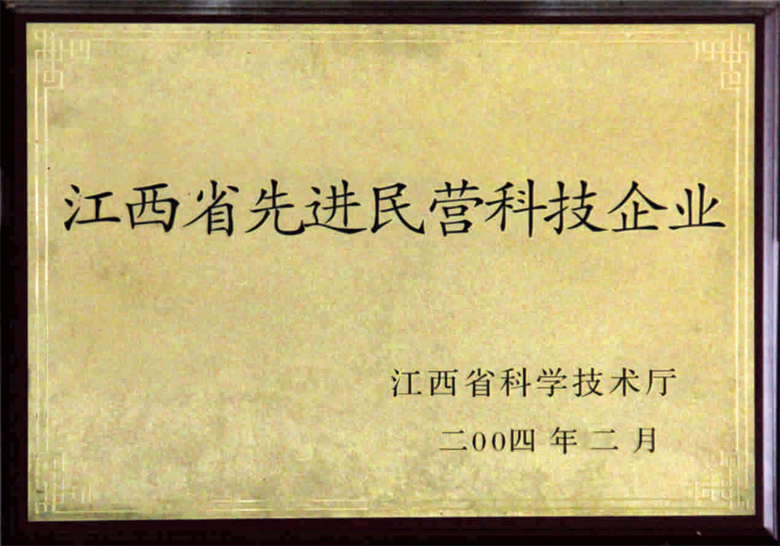 江西省先进民营科技企业
江西省科学技术厅
二00四年二月